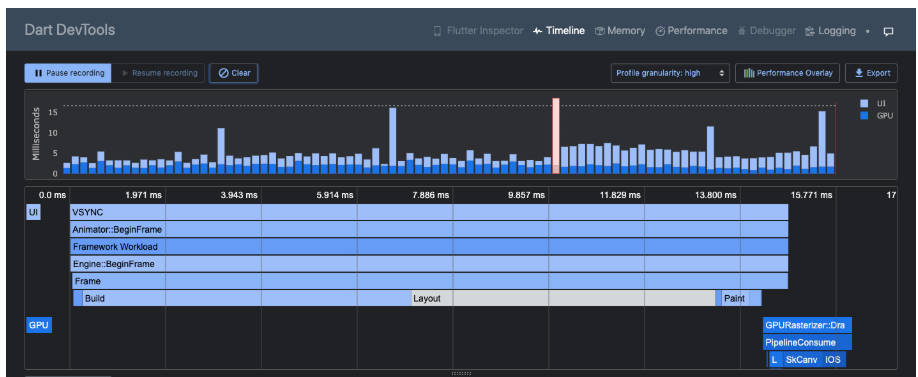 Dart DevTools
Flutter Inspector Timeline Memory Performance Debugger Logging
Pause recording Resume recording Clear Profile granularity: high Performance Overlay Export
Milliseconds
15
10
5
0
UI
GPU
0.0 ms 1.971 ms 3.943 ms 5.914 ms 7.886 ms 9.857 ms 11.829 ms 13.800 ms 15.771 ms 17
UI VSYNC
Animator::BeginFrame
Framework Workload
Engine::BeginFrame
Frame
Build Layout Paint
GPU GPURasterizer::Dra
PipelineConsume
L SkCanv IOS